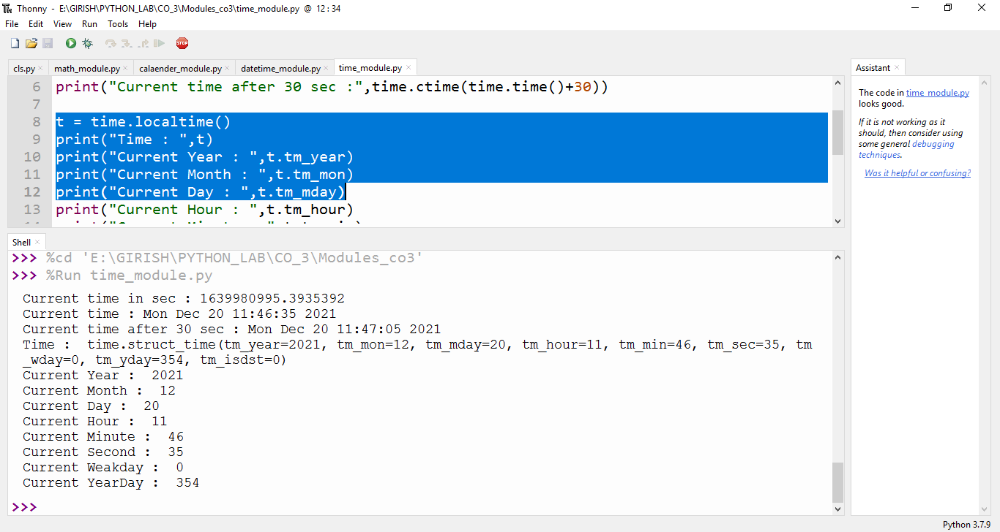 Thonny - E:\GIRISH\PYTHON_LAB\CO_3\Modules_co3\time_module.py @ 12 : 34
File Edit View Run Tools Help
STOP
cls.py × math_module.py × calaender_module.py × datetime_module.py × time_module.py ×
6 print("Current time after 30 sec :",time.ctime(time.time()+30))
7
8 t = time.localtime()
9 print("Time : ",t)
10 print("Current Year : ",t.tm_year)
11 print("Current Month : ",t.tm_mon)
12 print("Current Day : ",t.tm_mday)
13 print("Current Hour : ",t.tm_hour)
Shell ×
>>> %cd 'E:\GIRISH\PYTHON_LAB\CO_3\Modules_co3'
>>> %Run time_module.py
Current time in sec : 1639980995.3935392
Current time : Mon Dec 20 11:46:35 2021
Current time after 30 sec : Mon Dec 20 11:47:05 2021
Time :  time.struct_time(tm_year=2021, tm_mon=12, tm_mday=20, tm_hour=11, tm_min=46, tm_sec=35, tm
_wday=0, tm_yday=354, tm_isdst=0)
Current Year :  2021
Current Month :  12
Current Day :  20
Current Hour :  11
Current Minute :  46
Current Second :  35
Current Weakday :  0
Current YearDay :  354
>>>
Assistant ×
The code in time_module.py
looks good.
If it is not working as it
should, then consider using
some general debugging
techniques.
Was it helpful or confusing?
Python 3.7.9